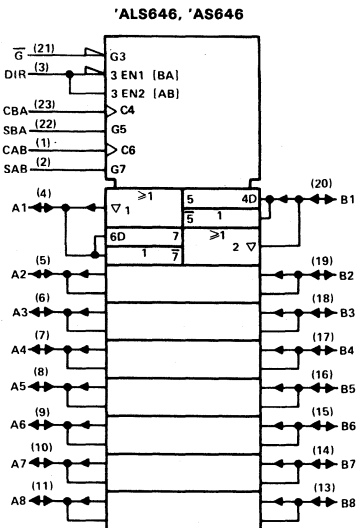 'ALS646, 'AS646
G̅ (21) G3
DIR (3) 3 EN1 [BA]
3 EN2 [AB]
CBA (23) C4
SBA (22) G5
CAB (1) C6
SAB (2) G7
A1 (4) ▽ 1 ⩾1 5 4D (20) B1
5̅ 1
6D 7 ⩾1
1 7̅ 2 ▽
A2 (5) (19) B2
A3 (6) (18) B3
A4 (7) (17) B4
A5 (8) (16) B5
A6 (9) (15) B6
A7 (10) (14) B7
A8 (11) (13) B8